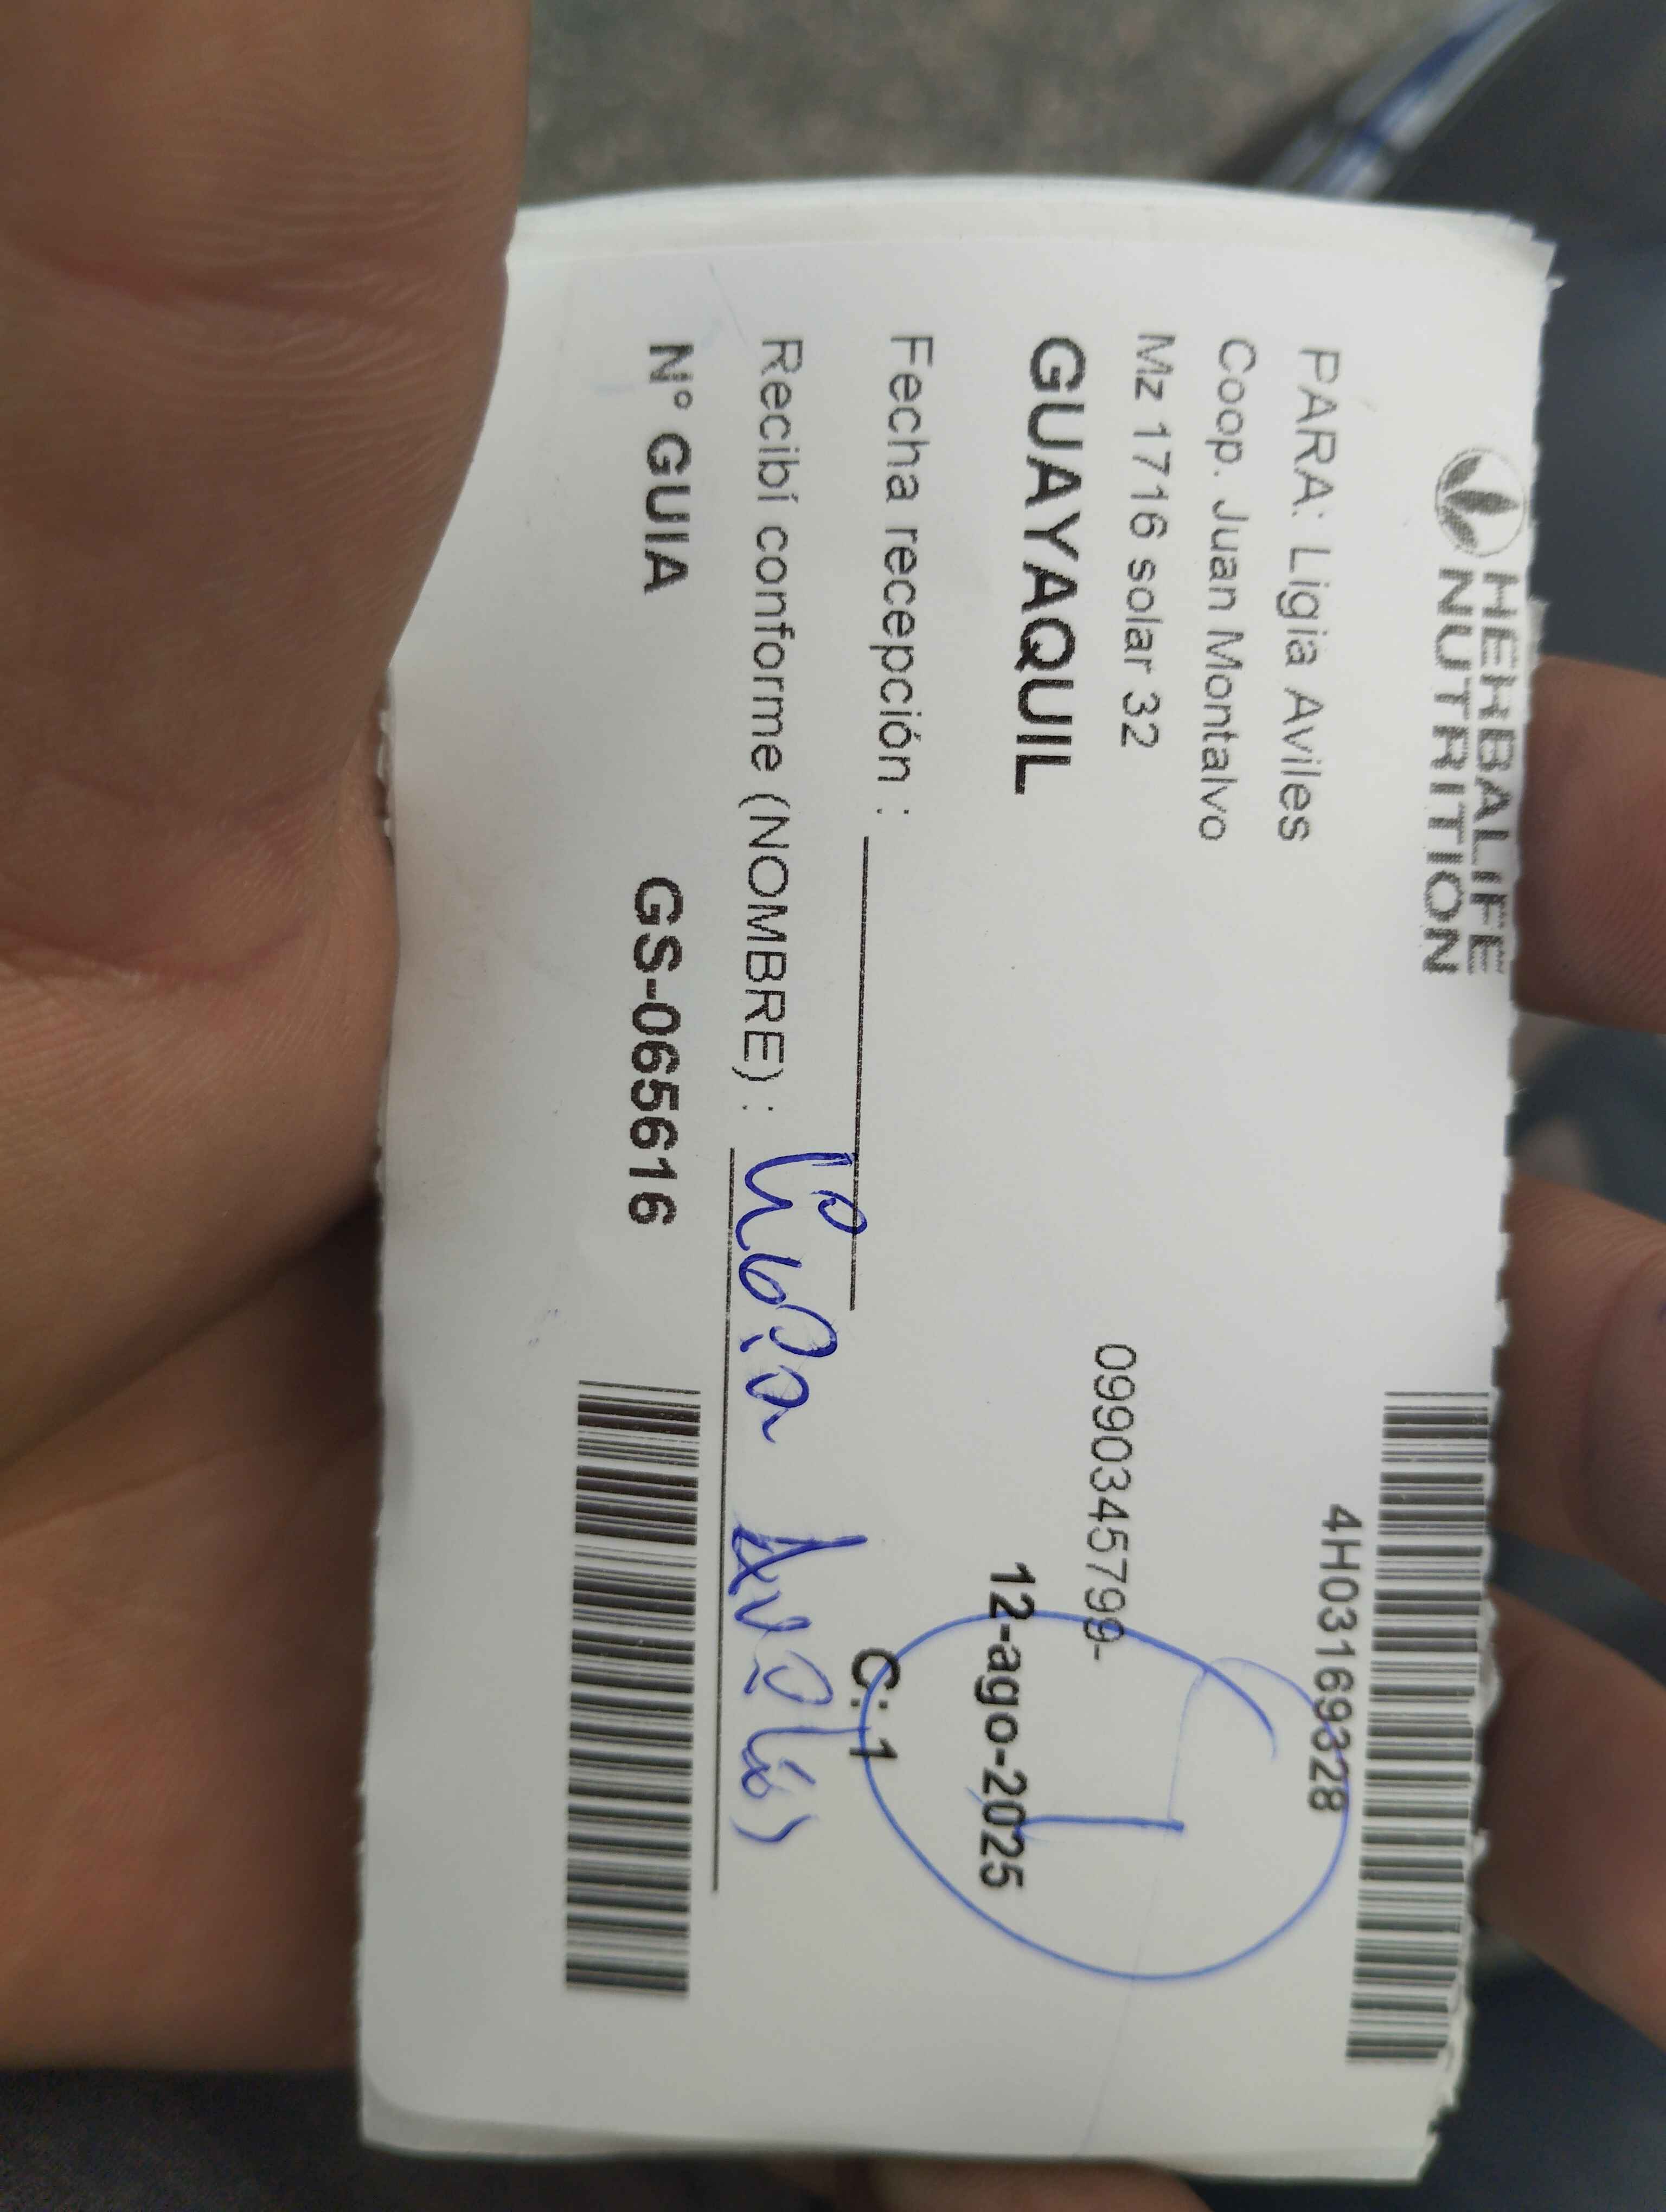 HERBALIFE
NUTRITION
4H03169328
PARA: Ligia Aviles
Coop. Juan Montalvo
Mz 1716 solar 32
0990345799-
GUAYAQUIL
12-ago-2025
Fecha recepción :
C: 1
Recibí conforme (NOMBRE) :
N° GUIA GS-065616